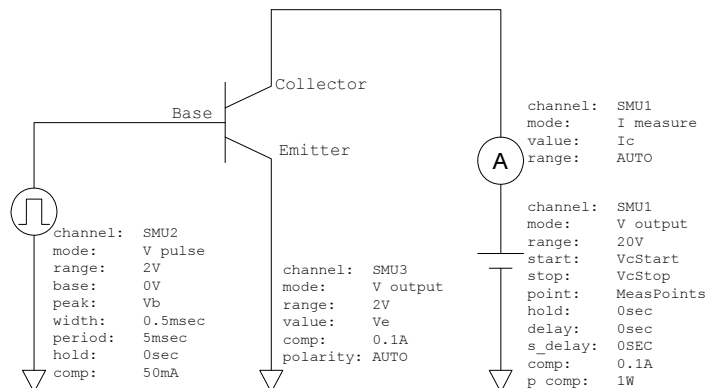 Collector
Base
Emitter
A
channel: SMU1
mode: I measure
value: Ic
range: AUTO
channel: SMU2
mode: V pulse
range: 2V
base: 0V
peak: Vb
width: 0.5msec
period: 5msec
hold: 0sec
comp: 50mA
channel: SMU3
mode: V output
range: 2V
value: Ve
comp: 0.1A
polarity: AUTO
channel: SMU1
mode: V output
range: 20V
start: VcStart
stop: VcStop
point: MeasPoints
hold: 0sec
delay: 0sec
s_delay: 0SEC
comp: 0.1A
p comp: 1W